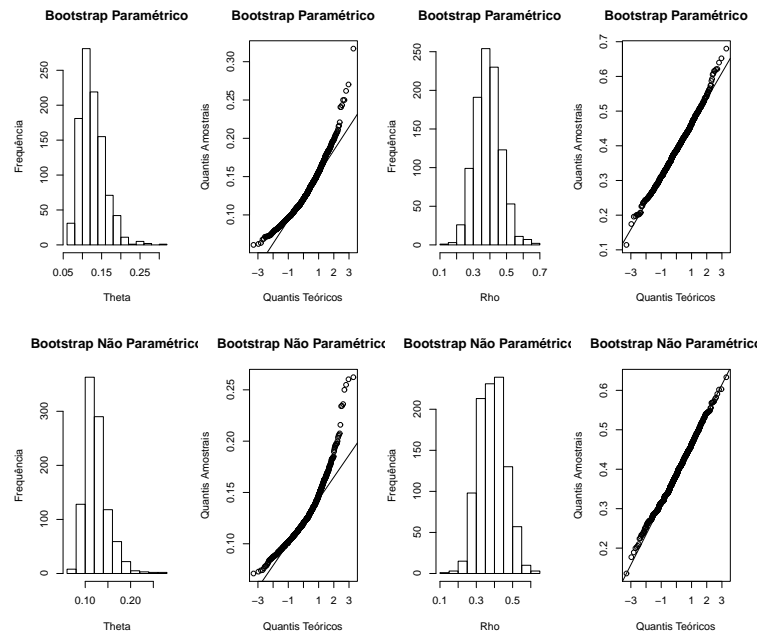 Bootstrap Paramétrico
Frequência
0 50 100 150 200 250
0.05 0.15 0.25
Theta
Bootstrap Paramétrico
Quantis Amostrais
0.10 0.15 0.20 0.25 0.30
−3 −1 1 2 3
Quantis Teóricos
Bootstrap Paramétrico
Frequência
0 50 100 150 200 250
0.1 0.3 0.5 0.7
Rho
Bootstrap Paramétrico
Quantis Amostrais
0.1 0.2 0.3 0.4 0.5 0.6 0.7
−3 −1 1 2 3
Quantis Teóricos
Bootstrap Não Paramétrico
Frequência
0 100 200 300
0.10 0.20
Theta
Bootstrap Não Paramétrico
Quantis Amostrais
0.10 0.15 0.20 0.25
−3 −1 1 2 3
Quantis Teóricos
Bootstrap Não Paramétrico
Frequência
0 50 100 150 200
0.1 0.3 0.5
Rho
Bootstrap Não Paramétrico
Quantis Amostrais
0.2 0.3 0.4 0.5 0.6
−3 −1 1 2 3
Quantis Teóricos